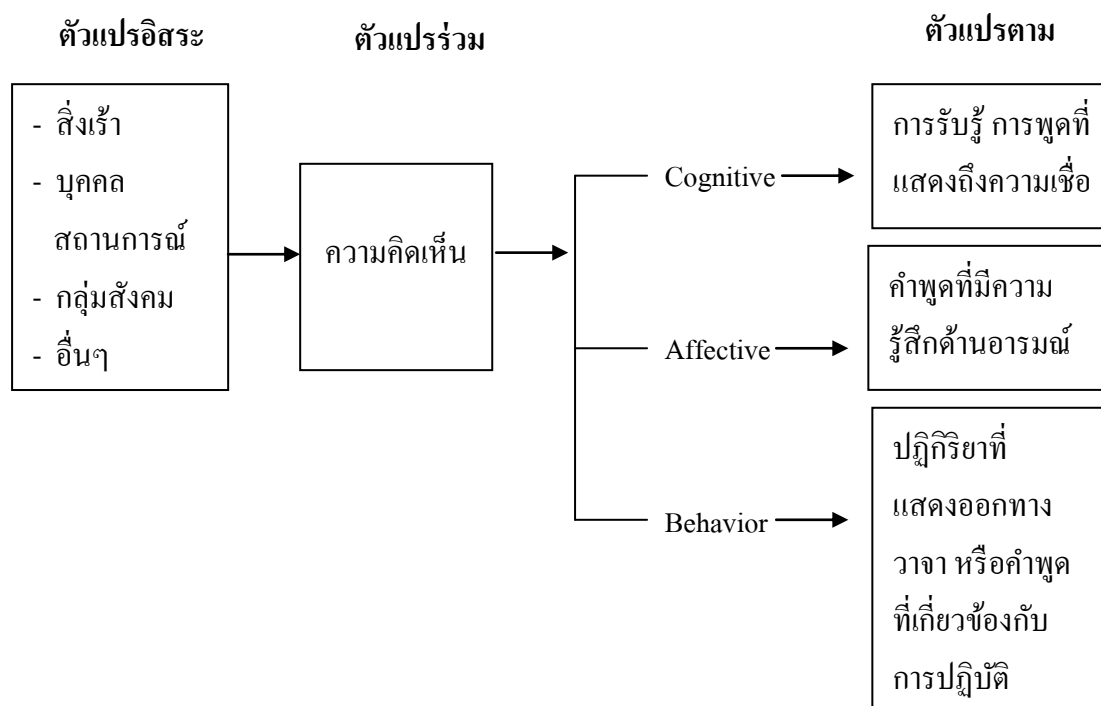 ตัวแปรอิสระ
ตัวแปรร่วม
ตัวแปรตาม
- สิ่งเร้า
- บุคคล
สถานการณ์
- กลุ่มสังคม
- อื่นๆ
ความคิดเห็น
Cognitive
การรับรู้ การพูดที่
แสดงถึงความเชื่อ
Affective
คำพูดที่มีความ
รู้สึกด้านอารมณ์
Behavior
ปฏิกิริยาที่
แสดงออกทาง
วาจา หรือคำพูด
ที่เกี่ยวข้องกับ
การปฏิบัติ